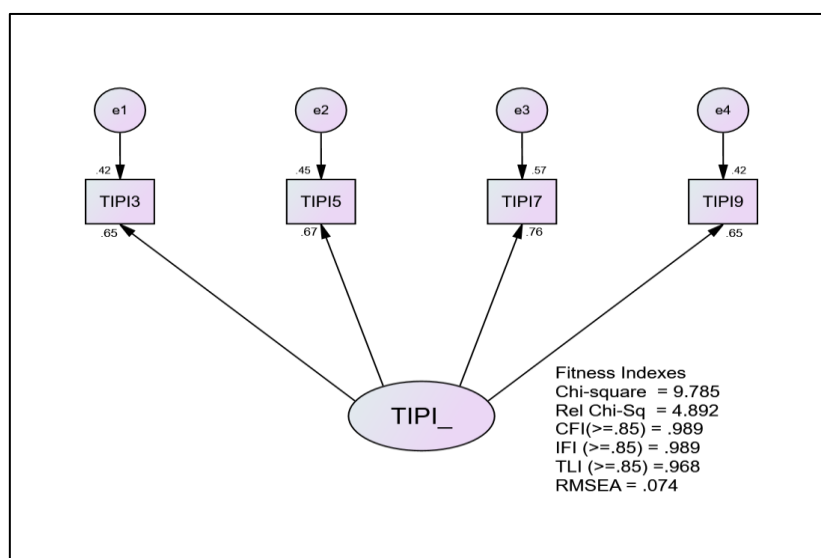 e1 e2 e3 e4
.42 .45 .57 .42
TIPI3 TIPI5 TIPI7 TIPI9
.65 .67 .76 .65
TIPI_
Fitness Indexes
Chi-square = 9.785
Rel Chi-Sq = 4.892
CFI(>=.85) = .989
IFI (>=.85) = .989
TLI (>=.85) =.968
RMSEA = .074